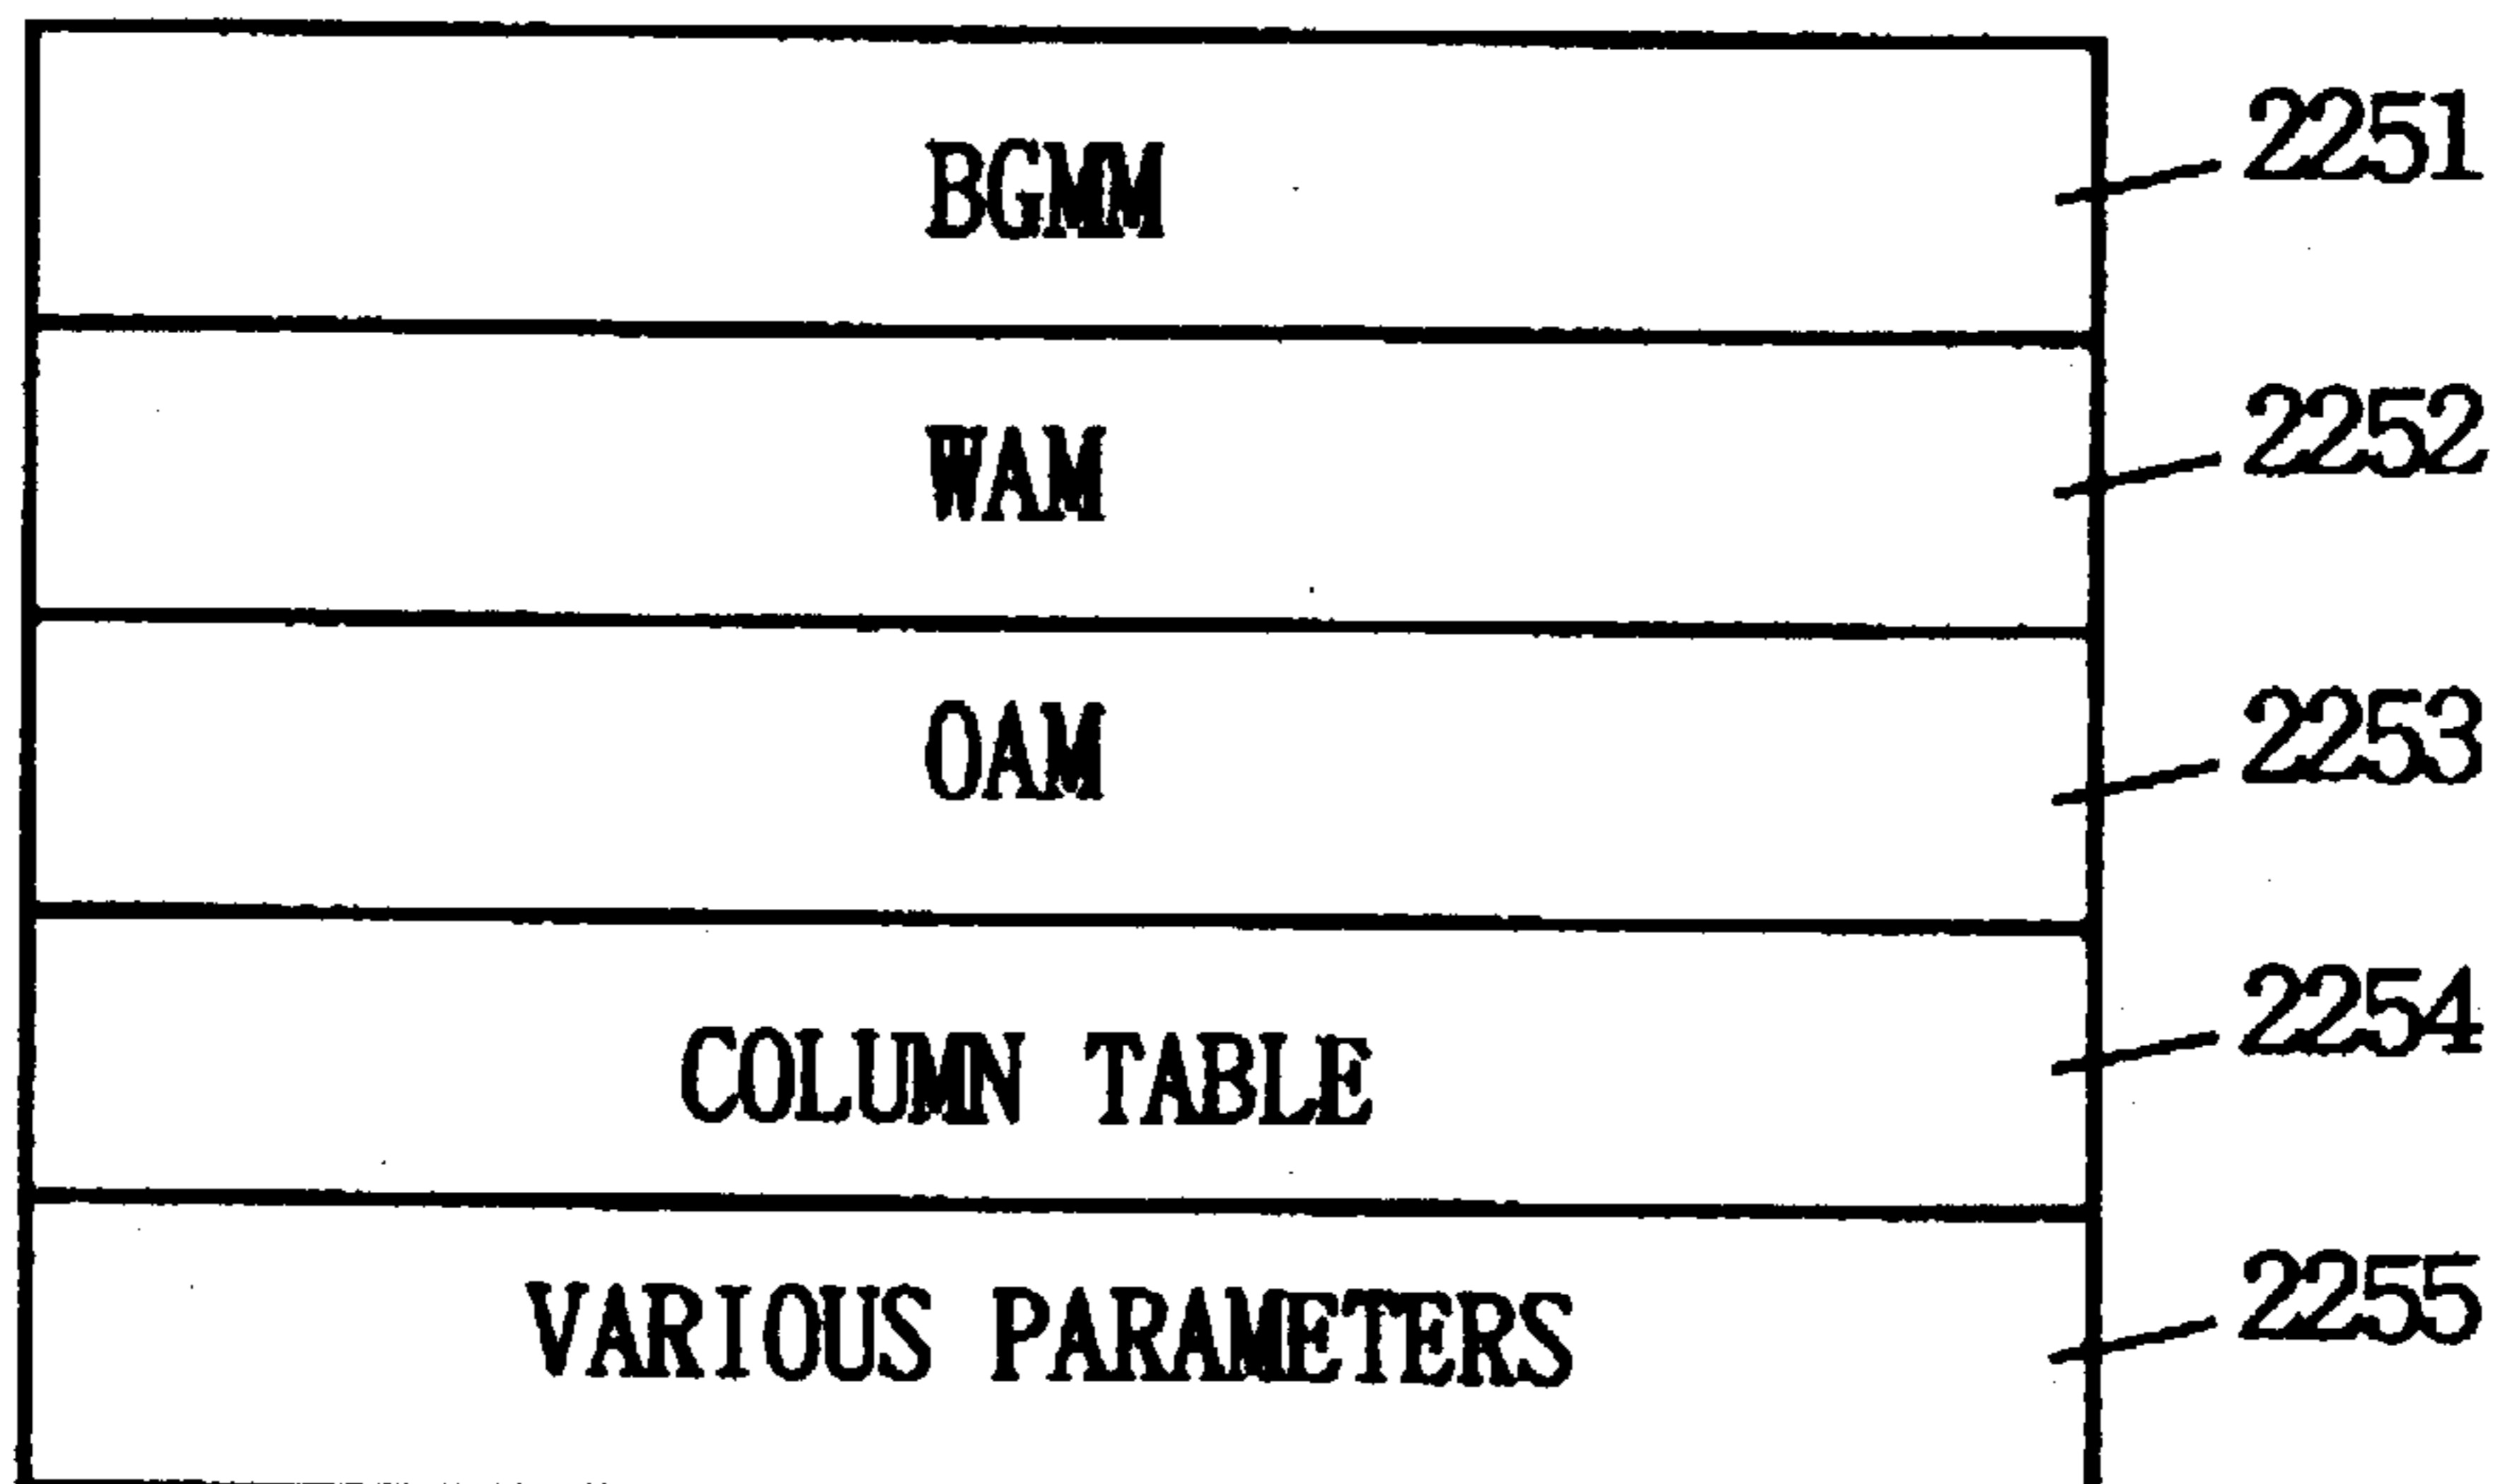 BGMM 2251
WAM 2252
OAM 2253
COLUMN TABLE 2254
VARIOUS PARAMETERS 2255